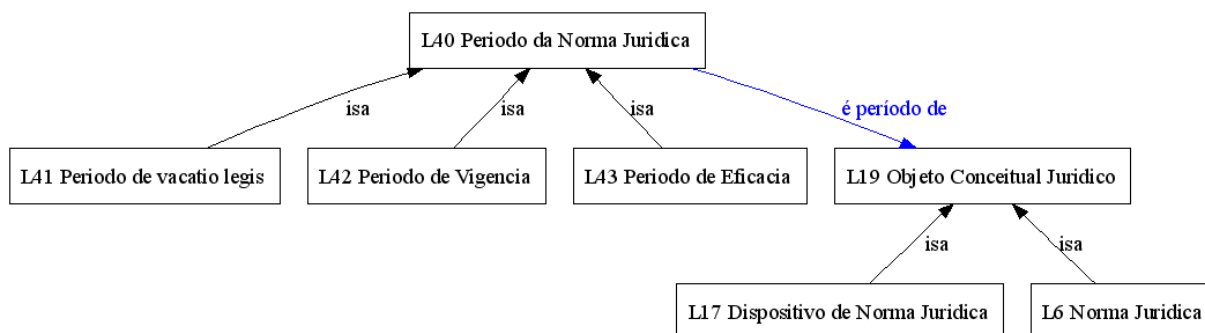 L40 Periodo da Norma Juridica
isa
isa
isa
é período de
L41 Periodo de vacatio legis
L42 Periodo de Vigencia
L43 Periodo de Eficacia
L19 Objeto Conceitual Juridico
isa
isa
L17 Dispositivo de Norma Juridica
L6 Norma Juridica